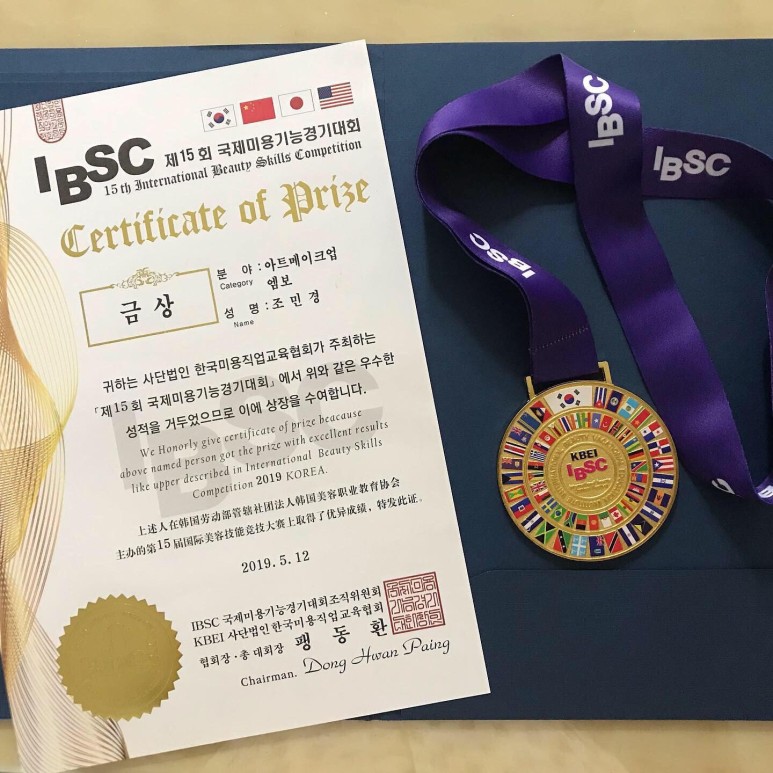 IBSC 제15회 국제미용기능경기대회
15th International Beauty Skills Competition
Certificate of Prize
금 상
분 야 : 아트메이크업
Category
엠보
성 명 : 조 민 경
Name
귀하는 사단법인 한국미용직업교육협회가 주최하는
「제15회 국제미용기능경기대회」에서 위와 같은 우수한
성적을 거두었으므로 이에 상장을 수여합니다.
We Honorly give certificate of prize beacause
above named person got the prize with excellent results
like upper described in International Beauty Skills
Competition 2019 KOREA.
上述人在韩国劳动部管辖社团法人韩国美容职业教育协会
主办的第15届国际美容技能竞技大赛上取得了优异成绩，特发此证。
2019. 5. 12
IBSC 국제미용기능경기대회조직위원회
KBEI 사단법인한국미용직업교육협회
협회장·총 대회장 팽 동 환
Chairman. Dong Hwan Paing
IBSC
IBSC
IBSC
IBSC
KBEI
IBSC